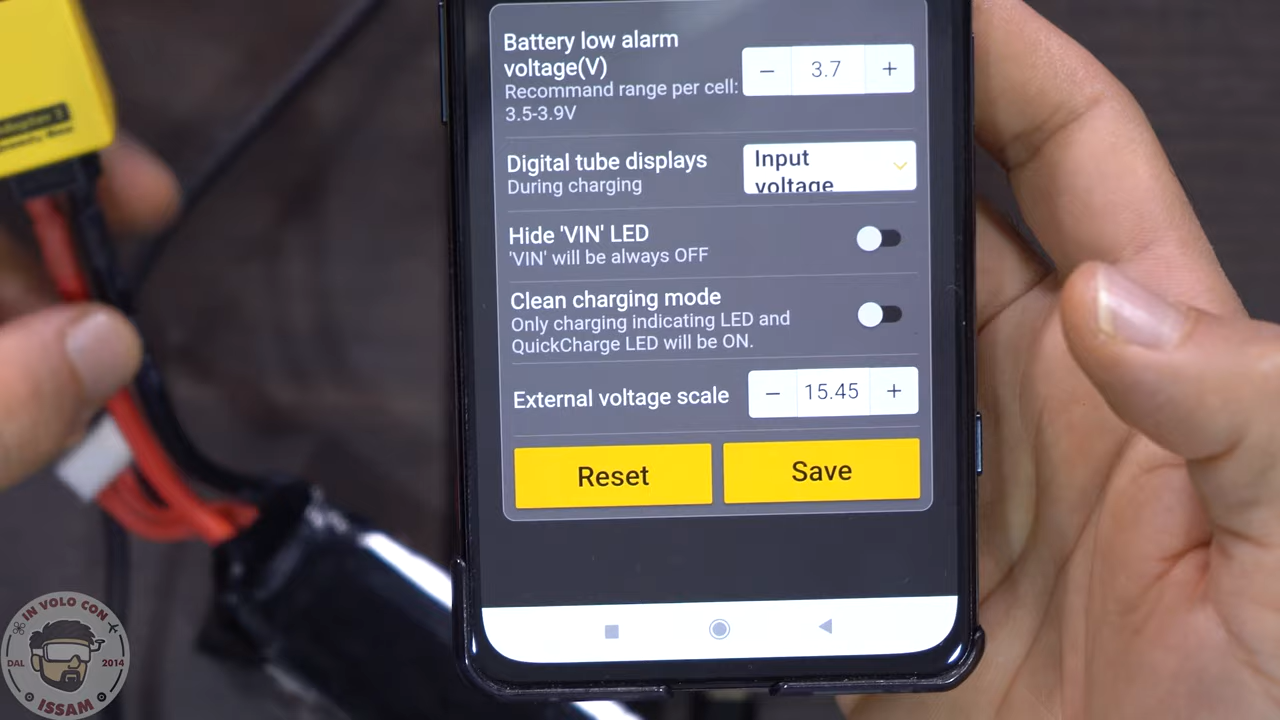 Battery low alarm
voltage(V)
Recommand range per cell:
3.5-3.9V
− 3.7 +
Digital tube displays
During charging
Input
voltage
Hide 'VIN' LED
'VIN' will be always OFF
Clean charging mode
Only charging indicating LED and
QuickCharge LED will be ON.
External voltage scale
− 15.45 +
Reset
Save
IN VOLO CON
DAL 2014
ISSAM